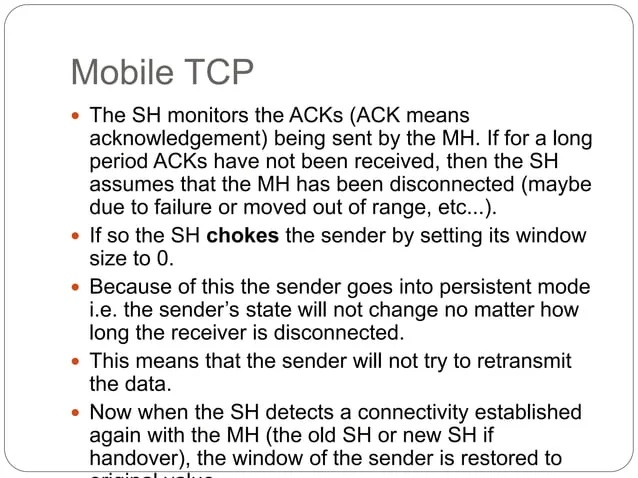 Mobile TCP
• The SH monitors the ACKs (ACK means
acknowledgement) being sent by the MH. If for a long
period ACKs have not been received, then the SH
assumes that the MH has been disconnected (maybe
due to failure or moved out of range, etc...).
• If so the SH chokes the sender by setting its window
size to 0.
• Because of this the sender goes into persistent mode
i.e. the sender’s state will not change no matter how
long the receiver is disconnected.
• This means that the sender will not try to retransmit
the data.
• Now when the SH detects a connectivity established
again with the MH (the old SH or new SH if
handover), the window of the sender is restored to